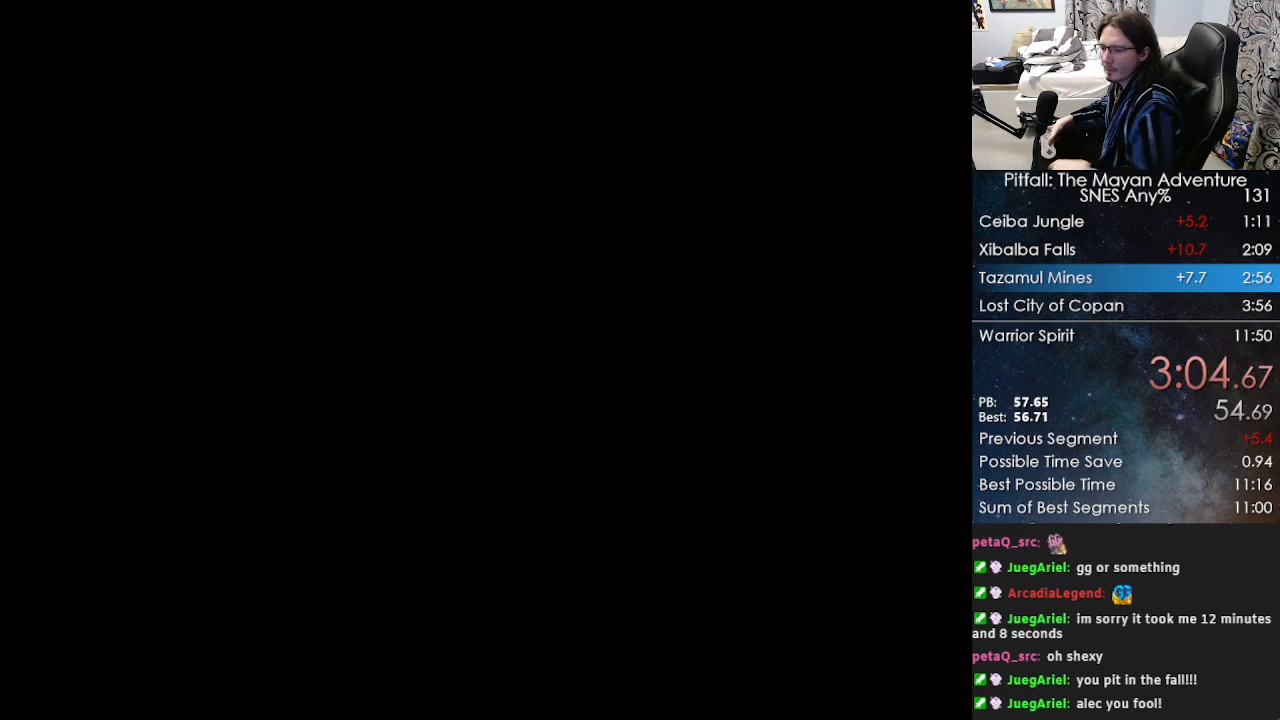 Pitfall: The Mayan Adventure
SNES Any% 131
Ceiba Jungle +5.2 1:11
Xibalba Falls +10.7 2:09
Tazamul Mines +7.7 2:56
Lost City of Copan 3:56
Warrior Spirit 11:50
3:04.67
PB: 57.65
54.69
Best: 56.71
Previous Segment +5.4
Possible Time Save 0.94
Best Possible Time 11:16
Sum of Best Segments 11:00
petaQ_src: GG
JuegAriel: gg or something
ArcadiaLegend:
JuegAriel: im sorry it took me 12 minutes
and 8 seconds
petaQ_src: oh shexy
JuegAriel: you pit in the fall!!!
JuegAriel: alec you fool!